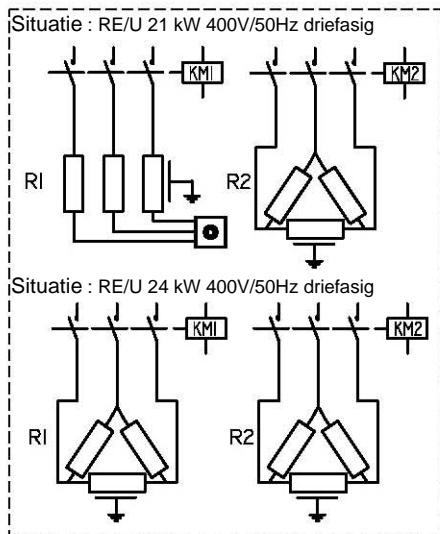 Situatie : RE/U 21 kW 400V/50Hz driefasig
KM1 KM2
R1 R2
Situatie : RE/U 24 kW 400V/50Hz driefasig
KM1 KM2
R1 R2